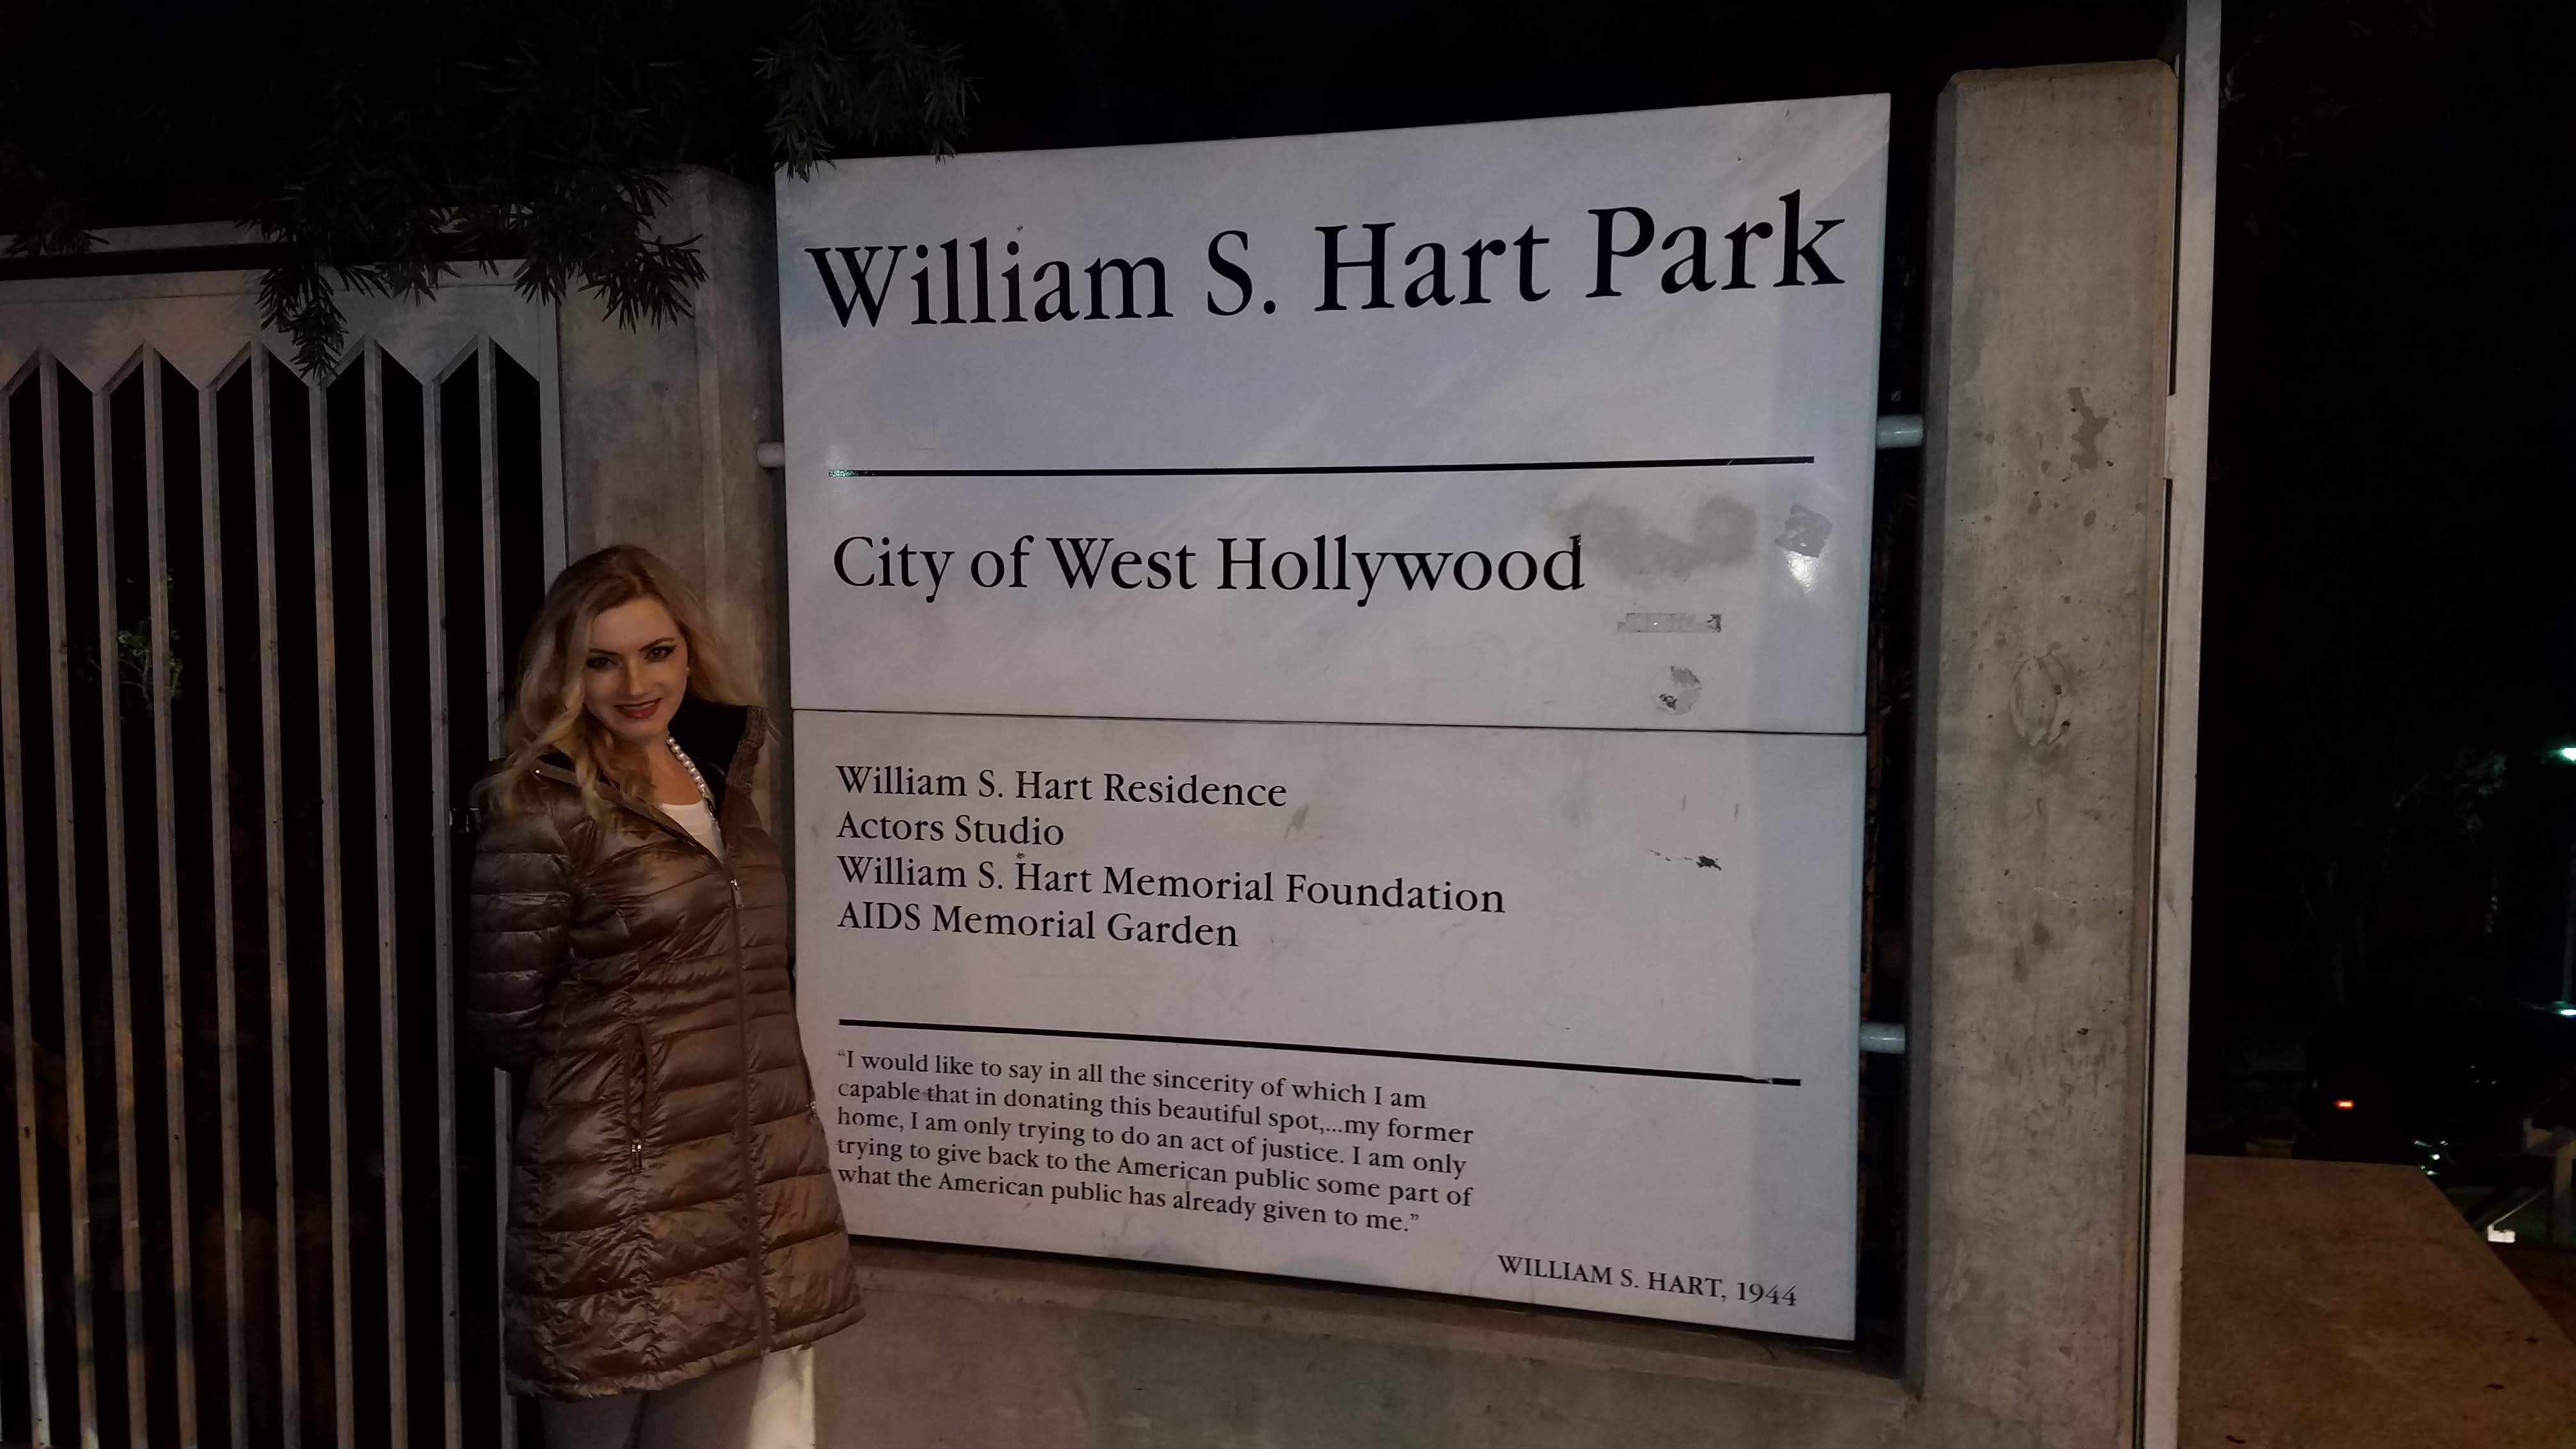 William S. Hart Park
City of West Hollywood
William S. Hart Residence
Actors Studio
William S. Hart Memorial Foundation
AIDS Memorial Garden
“I would like to say in all the sincerity of which I am
capable that in donating this beautiful spot,...my former
home, I am only trying to do an act of justice. I am only
trying to give back to the American public some part of
what the American public has already given to me.”
WILLIAM S. HART, 1944